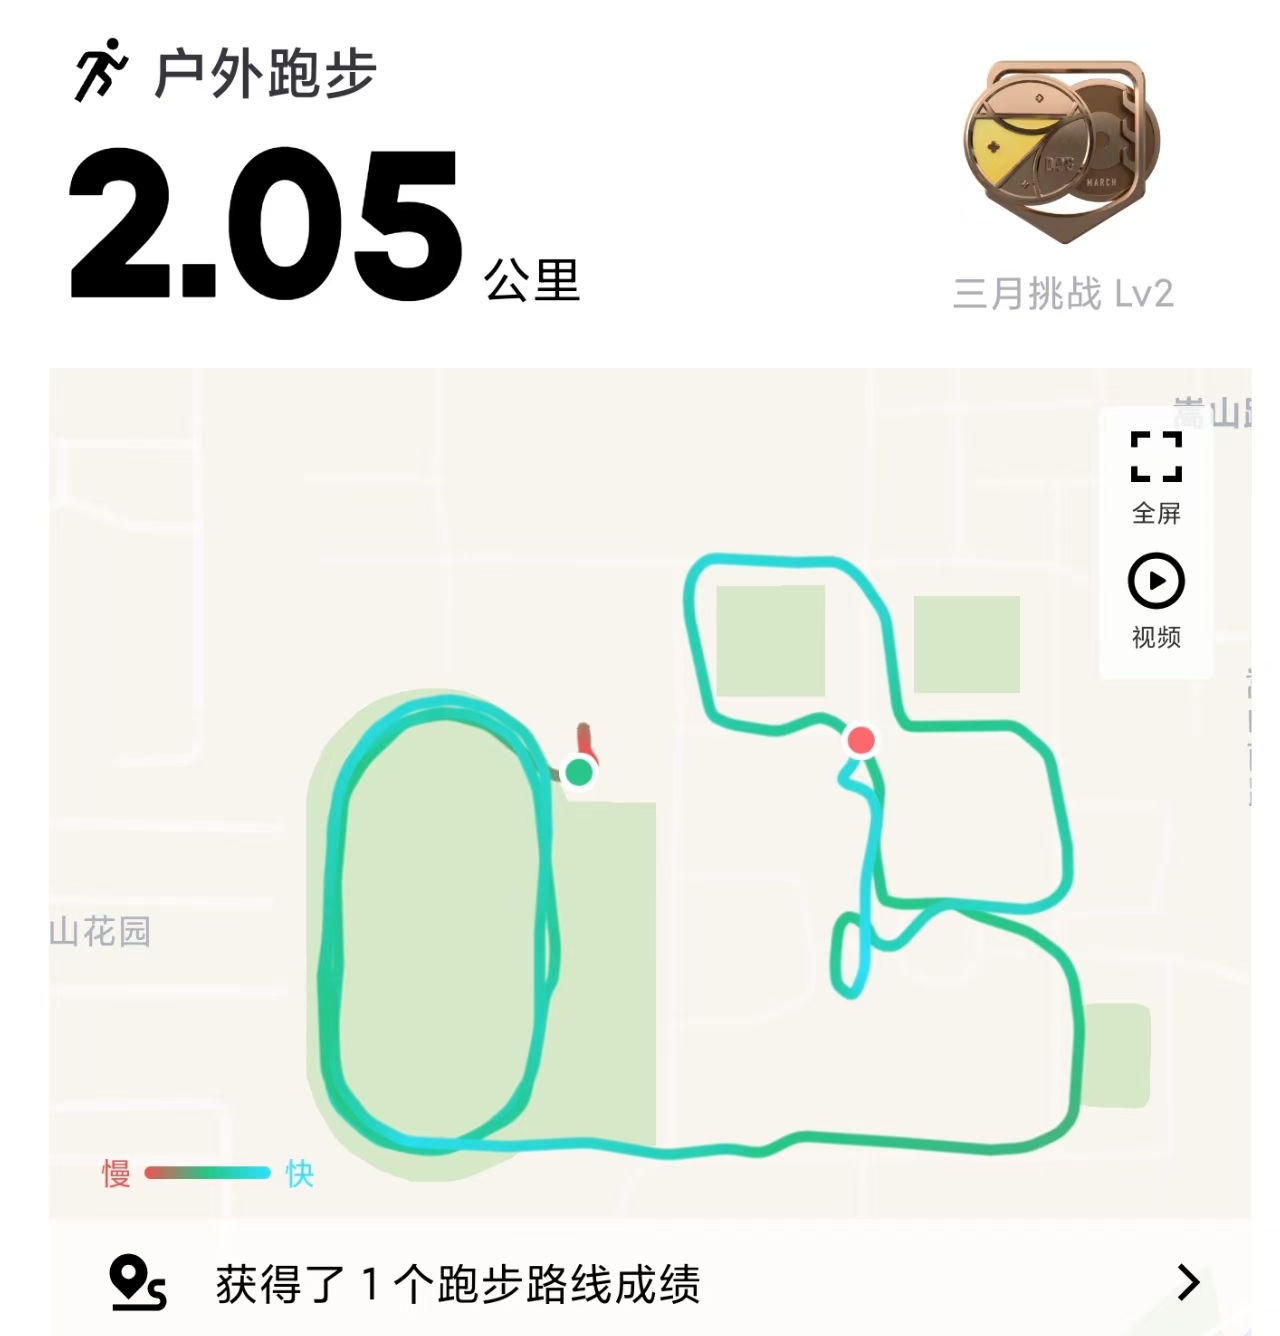 户外跑步
2.05 公里
MARCH
三月挑战 Lv2
嵩山
全屏
视频
山花园
慢 快
获得了 1 个跑步路线成绩